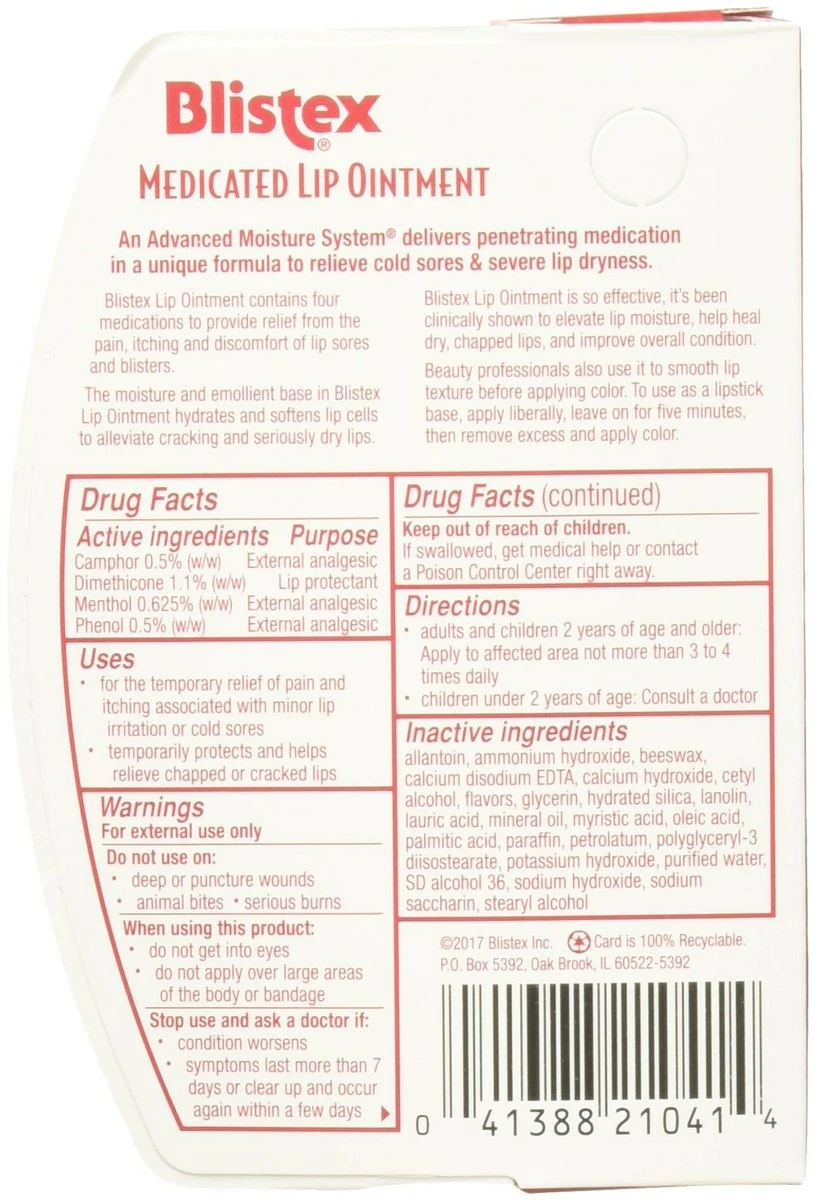 Blistex®
MEDICATED LIP OINTMENT
An Advanced Moisture System® delivers penetrating medication
in a unique formula to relieve cold sores & severe lip dryness.
Blistex Lip Ointment contains four
medications to provide relief from the
pain, itching and discomfort of lip sores
and blisters.
The moisture and emollient base in Blistex
Lip Ointment hydrates and softens lip cells
to alleviate cracking and seriously dry lips.
Blistex Lip Ointment is so effective, it's been
clinically shown to elevate lip moisture, help heal
dry, chapped lips, and improve overall condition.
Beauty professionals also use it to smooth lip
texture before applying color. To use as a lipstick
base, apply liberally, leave on for five minutes,
then remove excess and apply color.
Drug Facts
Active ingredients Purpose
Camphor 0.5% (w/w) External analgesic
Dimethicone 1.1% (w/w) Lip protectant
Menthol 0.625% (w/w) External analgesic
Phenol 0.5% (w/w) External analgesic
Uses
• for the temporary relief of pain and
itching associated with minor lip
irritation or cold sores
• temporarily protects and helps
relieve chapped or cracked lips
Warnings
For external use only
Do not use on:
• deep or puncture wounds
• animal bites • serious burns
When using this product:
• do not get into eyes
• do not apply over large areas
of the body or bandage
Stop use and ask a doctor if:
• condition worsens
• symptoms last more than 7
days or clear up and occur
again within a few days
Drug Facts (continued)
Keep out of reach of children.
If swallowed, get medical help or contact
a Poison Control Center right away.
Directions
• adults and children 2 years of age and older:
Apply to affected area not more than 3 to 4
times daily
• children under 2 years of age: Consult a doctor
Inactive ingredients
allantoin, ammonium hydroxide, beeswax,
calcium disodium EDTA, calcium hydroxide, cetyl
alcohol, flavors, glycerin, hydrated silica, lanolin,
lauric acid, mineral oil, myristic acid, oleic acid,
palmitic acid, paraffin, petrolatum, polyglyceryl-3
diisostearate, potassium hydroxide, purified water,
SD alcohol 36, sodium hydroxide, sodium
saccharin, stearyl alcohol
©2017 Blistex Inc. Card is 100% Recyclable.
P.O. Box 5392, Oak Brook, IL 60522-5392
0 41388 21041 4